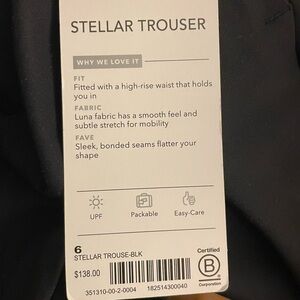 STELLAR TROUSER
WHY WE LOVE IT
FIT
Fitted with a high-rise waist that holds
you in
FABRIC
Luna fabric has a smooth feel and
subtle stretch for mobility
FAVE
Sleek, bonded seams flatter your
shape
UPF
Packable
Easy-Care
6
STELLAR TROUSE-BLK
$138.00
351310-00-2-0004
182514300040
Certified
B
Corporation